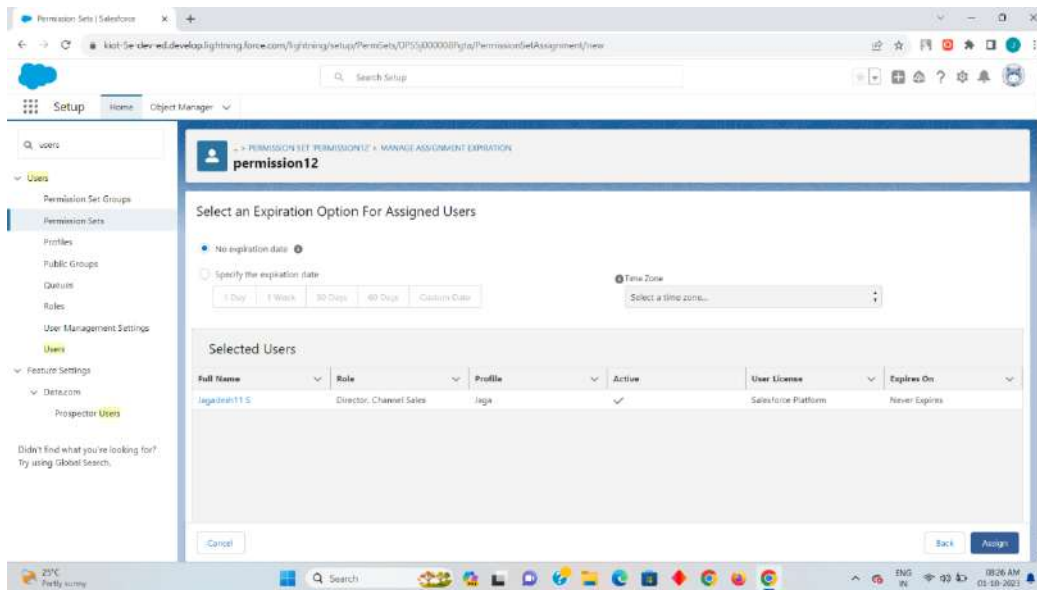 Permission Sets | Salesforce
Search Setup
Setup Home Object Manager
users
Users
Permission Set Groups
Permission Sets
Profiles
Public Groups
Queues
Roles
User Management Settings
Users
Feature Settings
Data.com
Prospector Users
Didn't find what you're looking for?
Try using Global Search.
... > PERMISSION SET 'PERMISSION12' > MANAGE ASSIGNMENT EXPIRATION
permission12
Select an Expiration Option For Assigned Users
No expiration date
Specify the expiration date
1 Day 1 Week 30 Days 60 Days Custom Date
Time Zone
Select a time zone...
Selected Users
Full Name Role Profile Active User License Expires On
Director, Channel Sales Jega Salesforce Platform Never Expires
Cancel Back Assign
25°C
Partly sunny
Search
ENG
IN
08:26 AM
01-10-2023